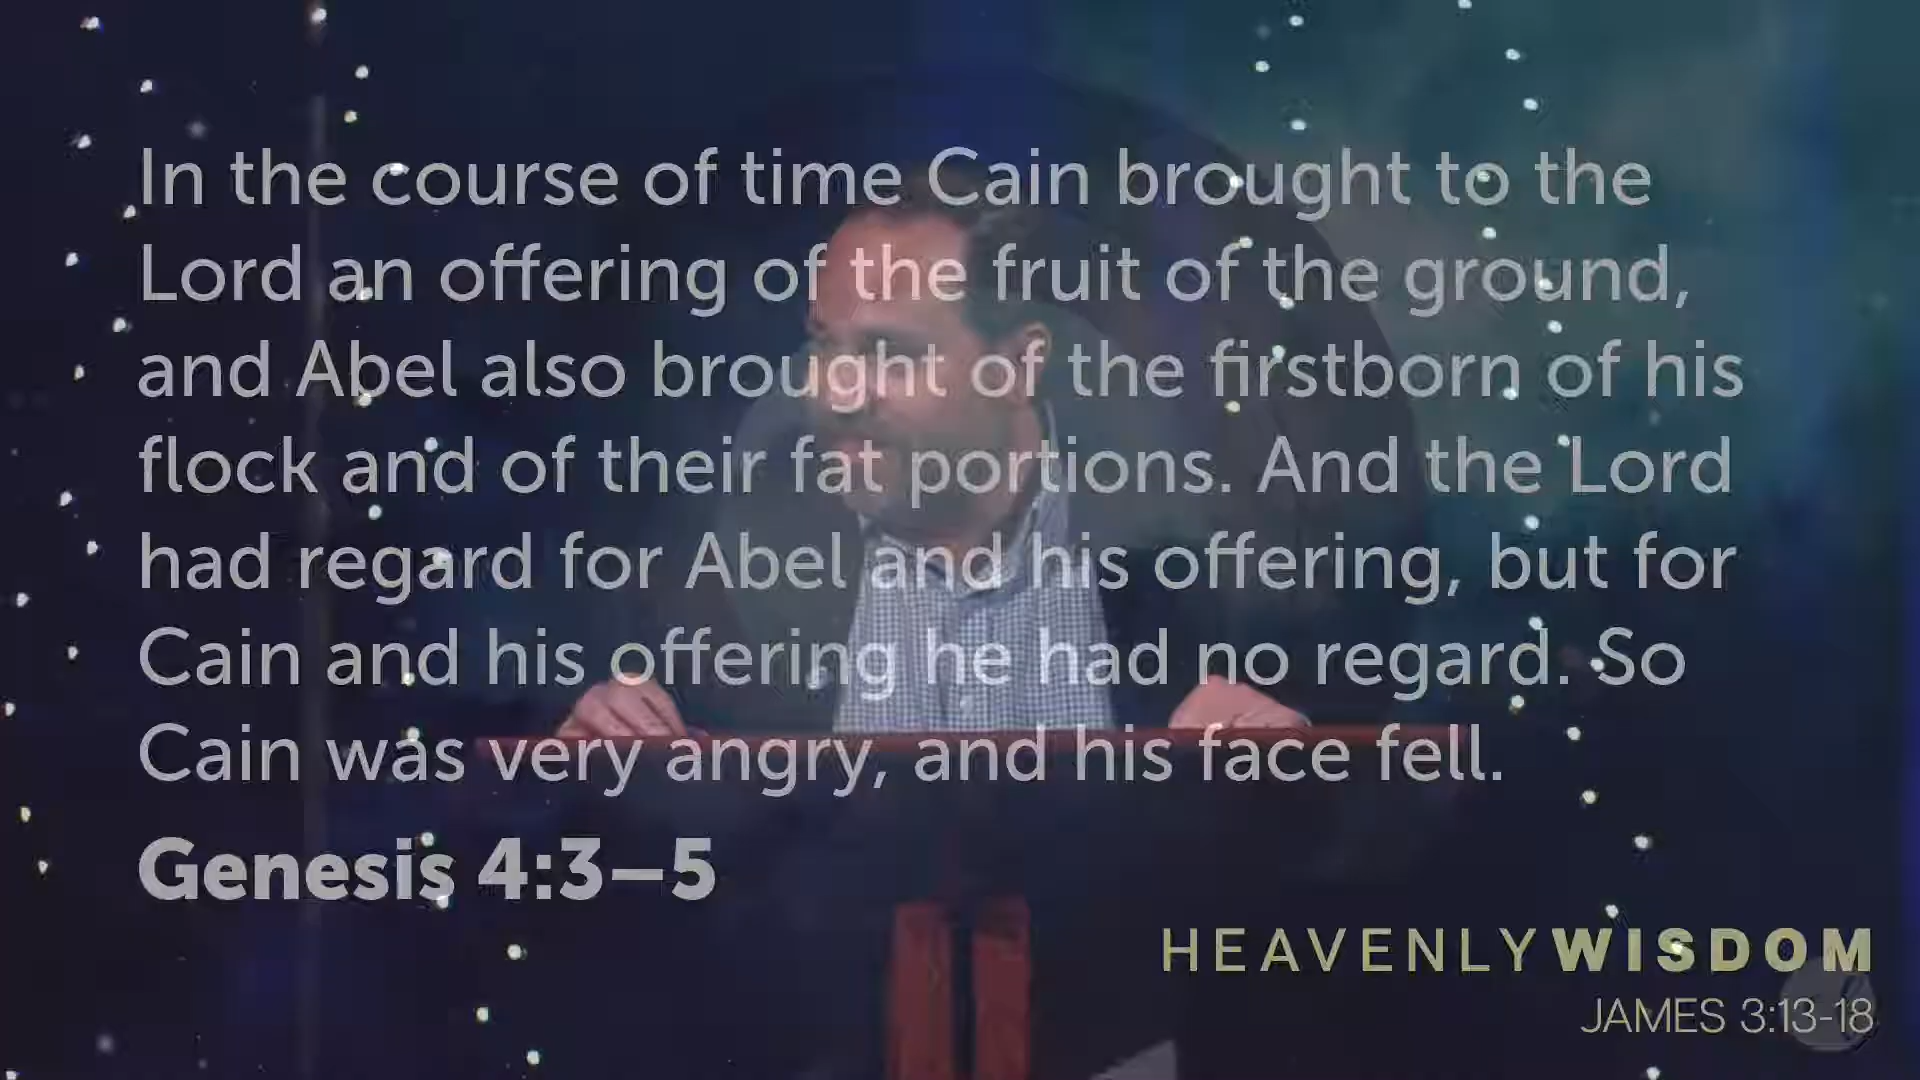 In the course of time Cain brought to the
Lord an offering of the fruit of the ground,
and Abel also brought of the firstborn of his
flock and of their fat portions. And the Lord
had regard for Abel and his offering, but for
Cain and his offering he had no regard. So
Cain was very angry, and his face fell.
Genesis 4:3–5
HEAVENLYWISDOM
JAMES 3:13-18